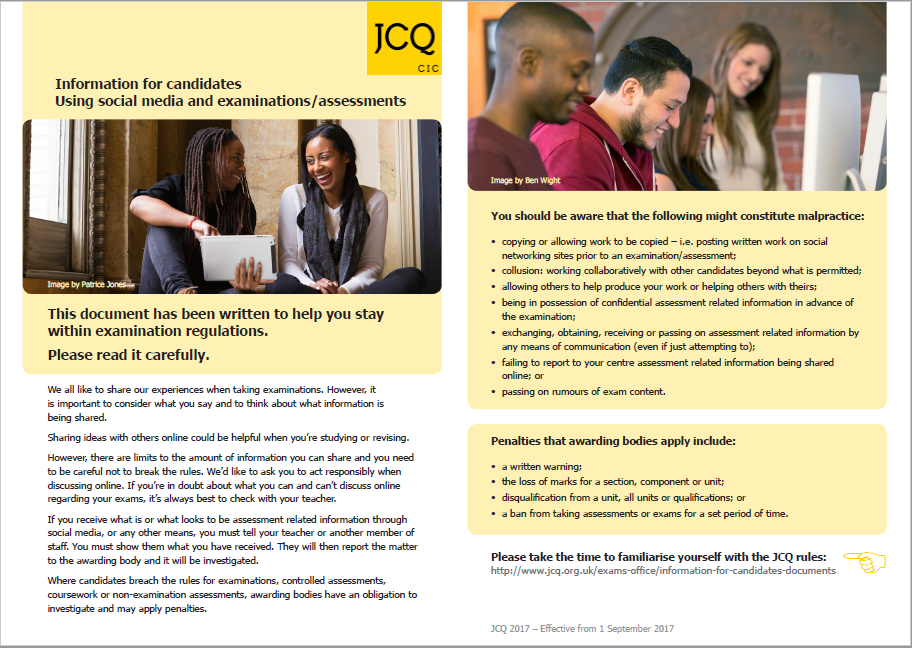 JCQ
CIC
Information for candidates
Using social media and examinations/assessments
Image by Patrice Jones
This document has been written to help you stay
within examination regulations.
Please read it carefully.
We all like to share our experiences when taking examinations. However, it
is important to consider what you say and to think about what information is
being shared.
Sharing ideas with others online could be helpful when you're studying or revising.
However, there are limits to the amount of information you can share and you need
to be careful not to break the rules. We'd like to ask you to act responsibly when
discussing online. If you're in doubt about what you can and can't discuss online
regarding your exams, it's always best to check with your teacher.
If you receive what is or what looks to be assessment related information through
social media, or any other means, you must tell your teacher or another member of
staff. You must show them what you have received. They will then report the matter
to the awarding body and it will be investigated.
Where candidates breach the rules for examinations, controlled assessments,
coursework or non-examination assessments, awarding bodies have an obligation to
investigate and may apply penalties.
Image by Ben Wight
You should be aware that the following might constitute malpractice:
• copying or allowing work to be copied – i.e. posting written work on social
networking sites prior to an examination/assessment;
• collusion: working collaboratively with other candidates beyond what is permitted;
• allowing others to help produce your work or helping others with theirs;
• being in possession of confidential assessment related information in advance of
the examination;
• exchanging, obtaining, receiving or passing on assessment related information by
any means of communication (even if just attempting to);
• failing to report to your centre assessment related information being shared
online; or
• passing on rumours of exam content.
Penalties that awarding bodies apply include:
• a written warning;
• the loss of marks for a section, component or unit;
• disqualification from a unit, all units or qualifications; or
• a ban from taking assessments or exams for a set period of time.
Please take the time to familiarise yourself with the JCQ rules:
http://www.jcq.org.uk/exams-office/information-for-candidates-documents
JCQ 2017 – Effective from 1 September 2017